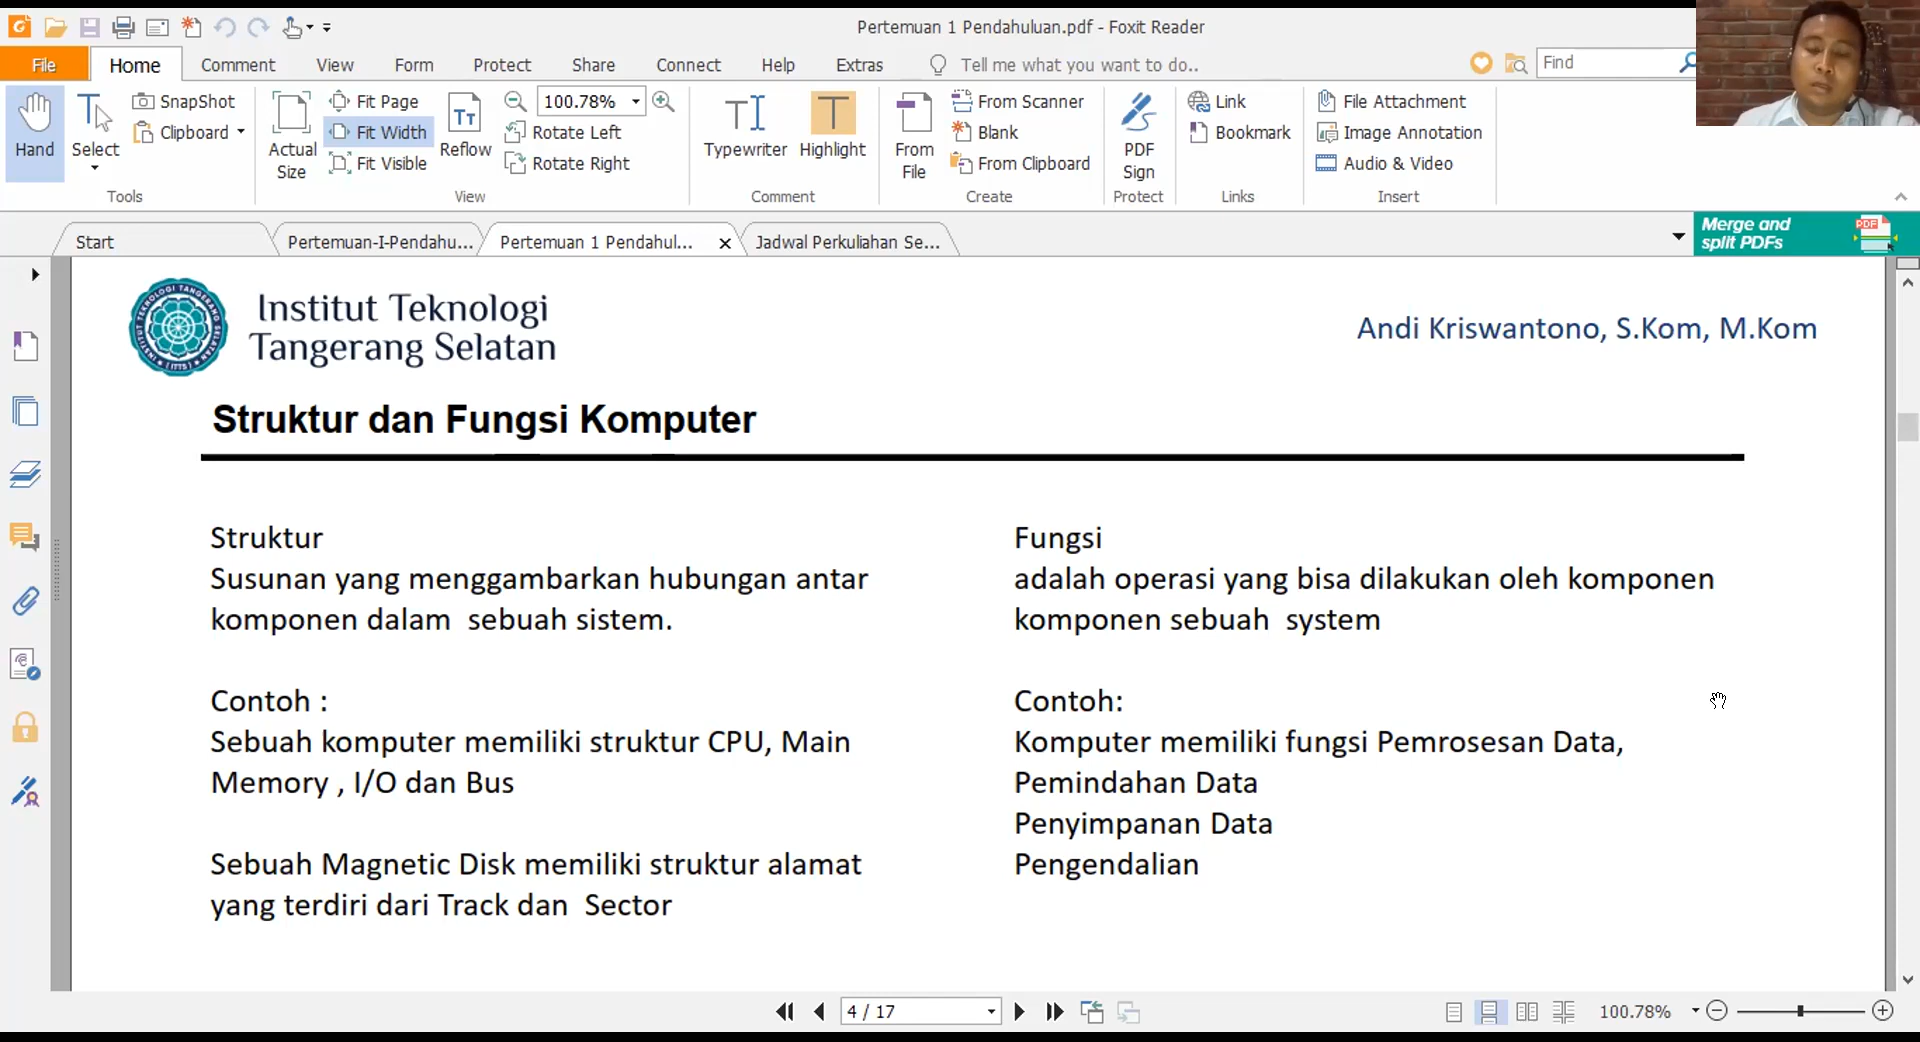 Pertemuan 1 Pendahuluan.pdf - Foxit Reader
File Home Comment View Form Protect Share Connect Help Extras Tell me what you want to do.. Find
Hand
Select
SnapShot
Clipboard
Tools
Actual Size
Fit Page
Fit Width
Fit Visible
Reflow
100.78%
Rotate Left
Rotate Right
View
Typewriter
Highlight
Comment
From File
From Scanner
Blank
From Clipboard
Create
PDF Sign
Protect
Link
Bookmark
Links
File Attachment
Image Annotation
Audio & Video
Insert
Start Pertemuan-I-Pendahu... Pertemuan 1 Pendahul... Jadwal Perkuliahan Se...
Merge and
split PDFs
PDF
Institut Teknologi
Tangerang Selatan
Andi Kriswantono, S.Kom, M.Kom
Struktur dan Fungsi Komputer
Struktur
Susunan yang menggambarkan hubungan antar
komponen dalam  sebuah sistem.
Contoh :
Sebuah komputer memiliki struktur CPU, Main
Memory , I/O dan Bus
Sebuah Magnetic Disk memiliki struktur alamat
yang terdiri dari Track dan  Sector
Fungsi
adalah operasi yang bisa dilakukan oleh komponen
komponen sebuah  system
Contoh:
Komputer memiliki fungsi Pemrosesan Data,
Pemindahan Data
Penyimpanan Data
Pengendalian
4 / 17
100.78%